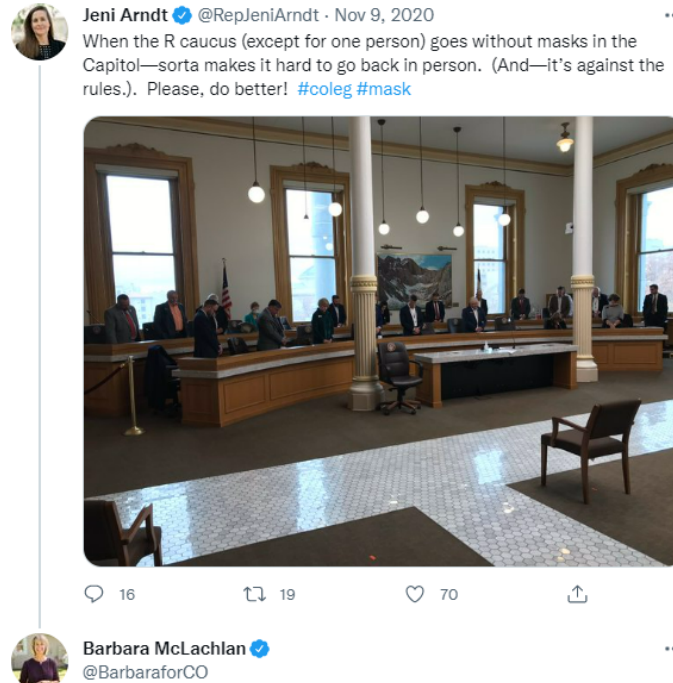 Jeni Arndt @RepJeniArndt · Nov 9, 2020
When the R caucus (except for one person) goes without masks in the
Capitol—sorta makes it hard to go back in person. (And—it's against the
rules.). Please, do better! #coleg #mask
16 19 70
Barbara McLachlan
@BarbaraforCO